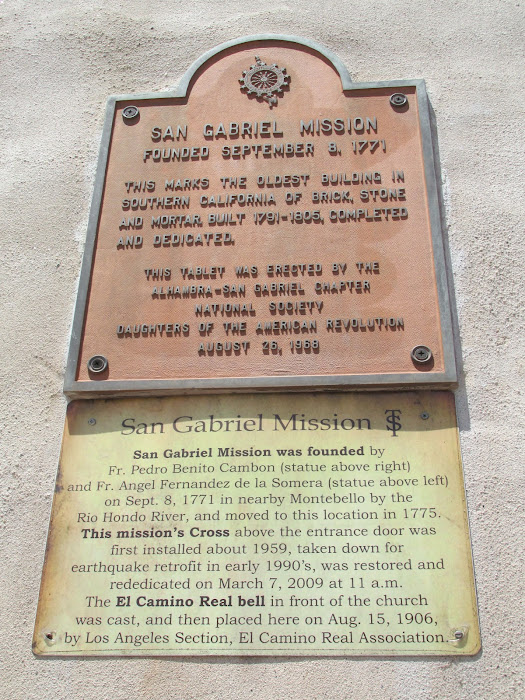 SAN GABRIEL MISSION
FOUNDED SEPTEMBER 8, 1771
THIS MARKS THE OLDEST BUILDING IN
SOUTHERN CALIFORNIA OF BRICK, STONE
AND MORTAR, BUILT 1791-1805, COMPLETED
AND DEDICATED.
THIS TABLET WAS ERECTED BY THE
ALHAMBRA-SAN GABRIEL CHAPTER
NATIONAL SOCIETY
DAUGHTERS OF THE AMERICAN REVOLUTION
AUGUST 26, 1968
San Gabriel Mission
San Gabriel Mission was founded by
Fr. Pedro Benito Cambon (statue above right)
and Fr. Angel Fernandez de la Somera (statue above left)
on Sept. 8, 1771 in nearby Montebello by the
Rio Hondo River, and moved to this location in 1775.
This mission's Cross above the entrance door was
first installed about 1959, taken down for
earthquake retrofit in early 1990's, was restored and
rededicated on March 7, 2009 at 11 a.m.
The El Camino Real bell in front of the church
was cast, and then placed here on Aug. 15, 1906,
by Los Angeles Section, El Camino Real Association.